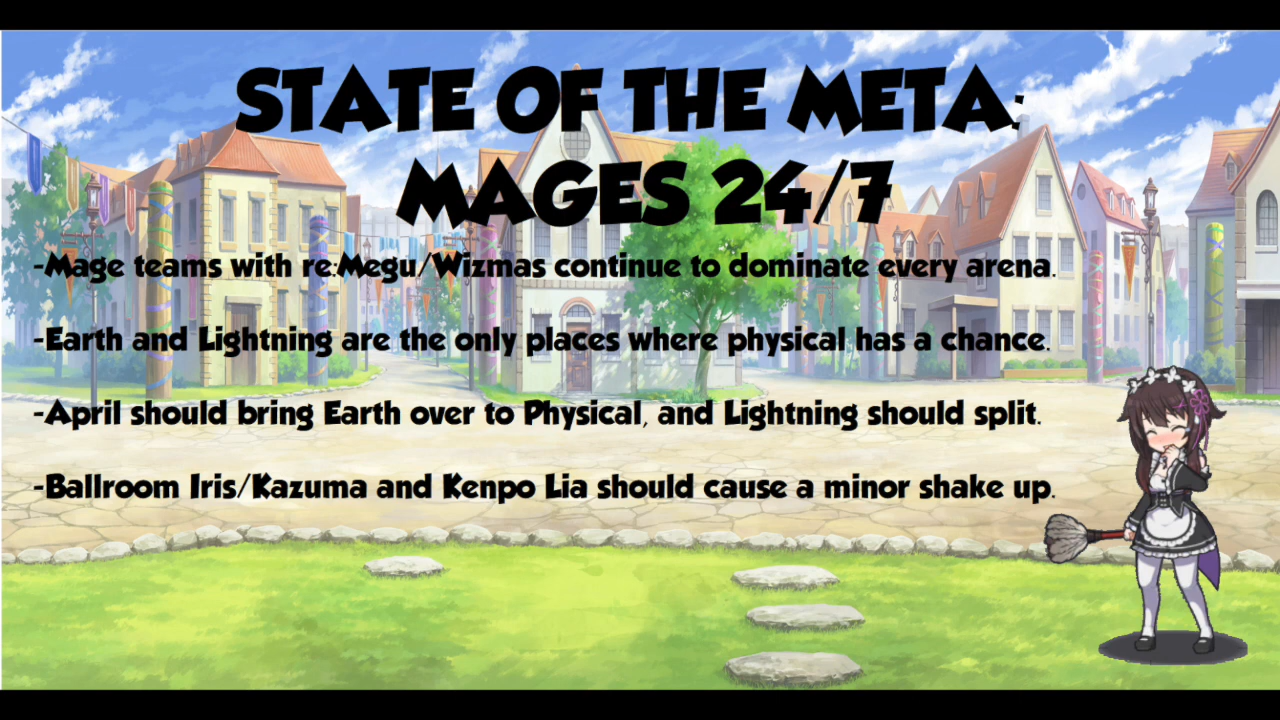 STATE OF THE META:
MAGES 24/7
-Mage teams with re:Megu/Wizmas continue to dominate every arena.
-Earth and Lightning are the only places where physical has a chance.
-April should bring Earth over to Physical, and Lightning should split.
-Ballroom Iris/Kazuma and Kenpo Lia should cause a minor shake up.